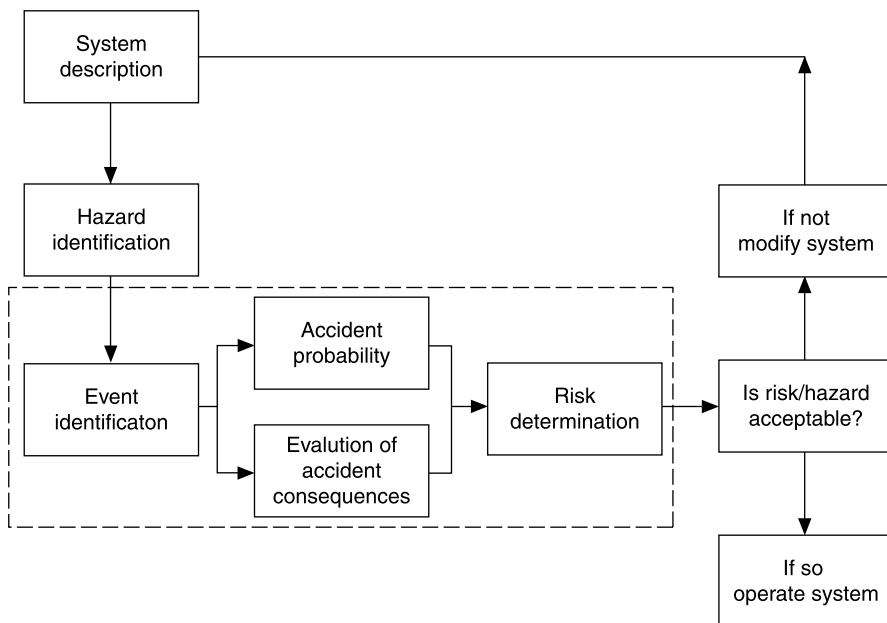 System
description
Hazard
identification
If not
modify system
Accident
probability
Event
identificaton
Risk
determination
Is risk/hazard
acceptable?
Evalution of
accident
consequences
If so
operate system